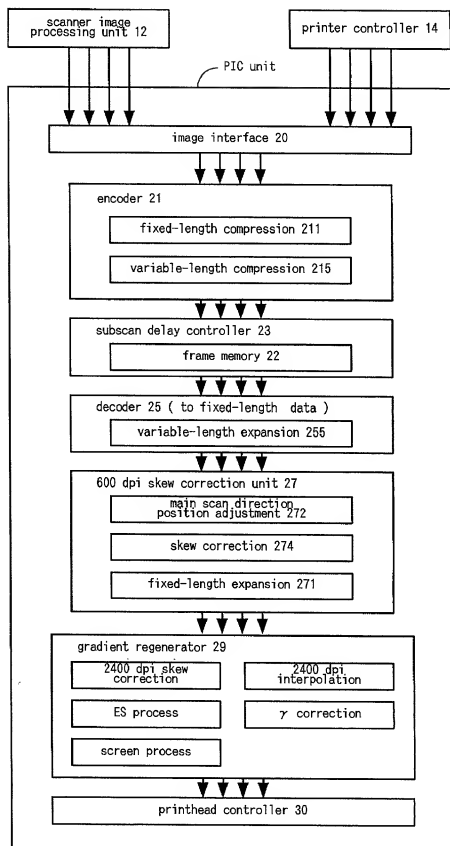 scanner image
processing unit 12
printer controller 14
PIC unit
image interface 20
encoder 21
fixed-length compression 211
variable-length compression 215
subscan delay controller 23
frame memory 22
decoder 25 ( to fixed-length data )
variable-length expansion 255
600 dpi skew correction unit 27
main scan direction
position adjustment 272
skew correction 274
fixed-length expansion 271
gradient regenerator 29
2400 dpi skew
correction
2400 dpi
interpolation
ES process
γ correction
screen process
printhead controller 30